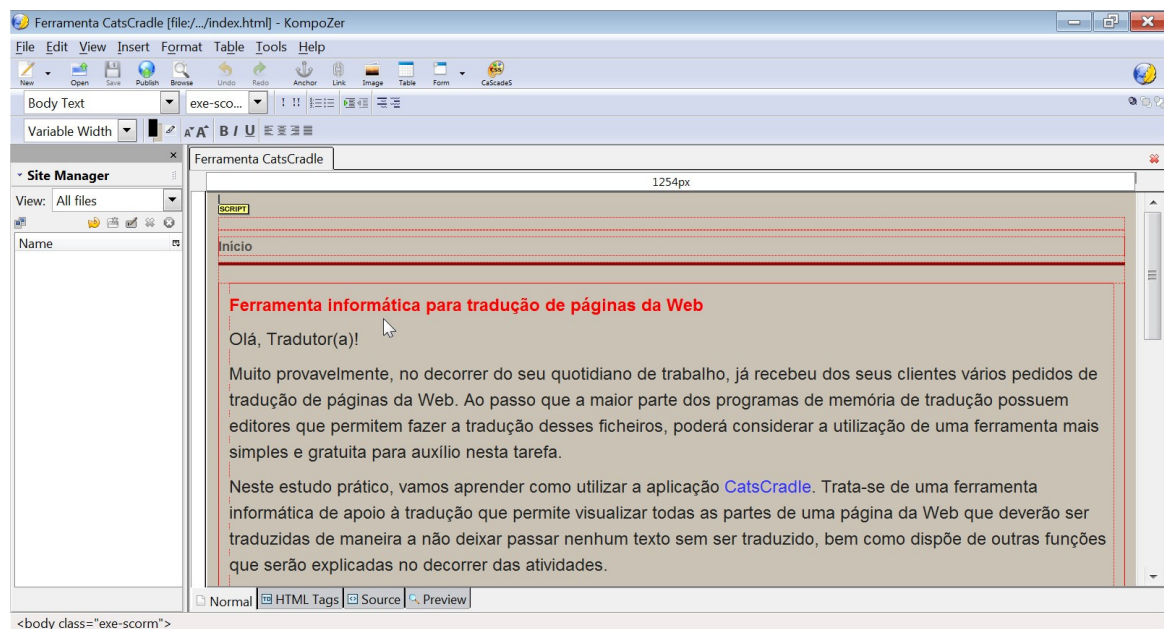 Ferramenta CatsCradle [file:/.../index.html] - KompoZer
File Edit View Insert Format Table Tools Help
New Open Save Publish Browse Undo Redo Anchor Link Image Table Form CaScadeS
Body Text exe-sco... ! !!
Variable Width A A B I U
Site Manager
Ferramenta CatsCradle
1254px
View: All files
Name
SCRIPT
Inicio
Ferramenta informática para tradução de páginas da Web
Olá, Tradutor(a)!
Muito provavelmente, no decorrer do seu quotidiano de trabalho, já recebeu dos seus clientes vários pedidos de
tradução de páginas da Web. Ao passo que a maior parte dos programas de memória de tradução possuem
editores que permitem fazer a tradução desses ficheiros, poderá considerar a utilização de uma ferramenta mais
simples e gratuita para auxílio nesta tarefa.
Neste estudo prático, vamos aprender como utilizar a aplicação CatsCradle. Trata-se de uma ferramenta
informática de apoio à tradução que permite visualizar todas as partes de uma página da Web que deverão ser
traduzidas de maneira a não deixar passar nenhum texto sem ser traduzido, bem como dispõe de outras funções
que serão explicadas no decorrer das atividades.
Normal HTML Tags Source Preview
<body class="exe-scorm">